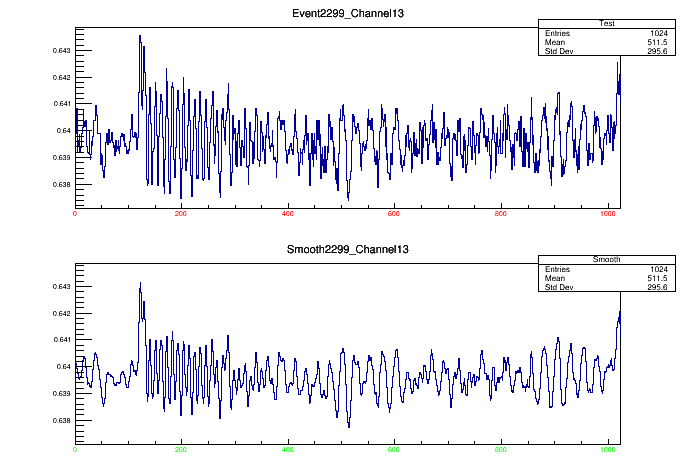 Event2299_Channel13
Test
Entries 1024
Mean 511.5
Std Dev 295.6
0.643
0.642
0.641
0.64
0.639
0.638
0 200 400 600 800 1000
Smooth2299_Channel13
Smooth
Entries 1024
Mean 511.5
Std Dev 295.6
0.643
0.642
0.641
0.64
0.639
0.638
0 200 400 600 800 1000